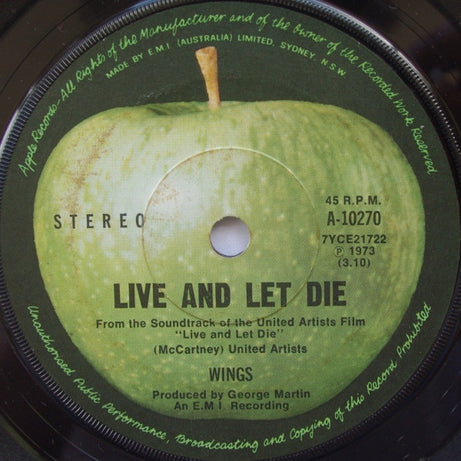 Apple Records-All Rights of the Manufacturer and of the Owner of the Recorded Work Reserved
MADE BY E.M.I. (AUSTRALIA) LIMITED, SYDNEY, N.S.W.
STEREO
45 R.P.M.
A-10270
7YCE21722
Ⓟ 1973
(3.10)
LIVE AND LET DIE
From the Soundtrack of the United Artists Film
"Live and Let Die"
(McCartney) United Artists
WINGS
Produced by George Martin
An E.M.I. Recording
Unauthorised Public Performance, Broadcasting and Copying of this Record Prohibited